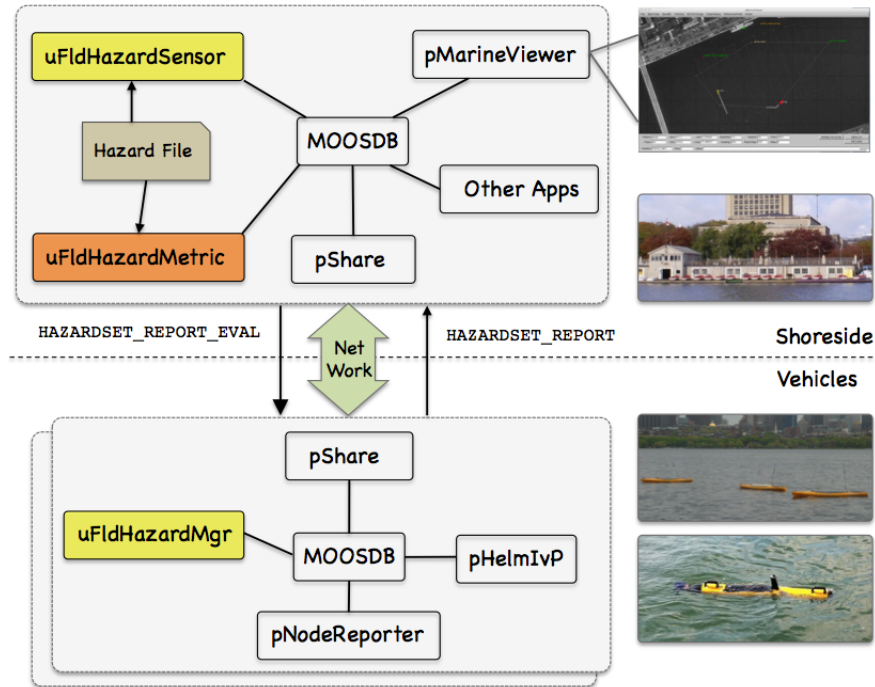 uFldHazardSensor
pMarineViewer
Hazard File
MOOSDB
Other Apps
uFldHazardMetric
pShare
HAZARDSET_REPORT_EVAL
HAZARDSET_REPORT
Net
Work
Shoreside
Vehicles
pShare
uFldHazardMgr
MOOSDB
pHelmIvP
pNodeReporter